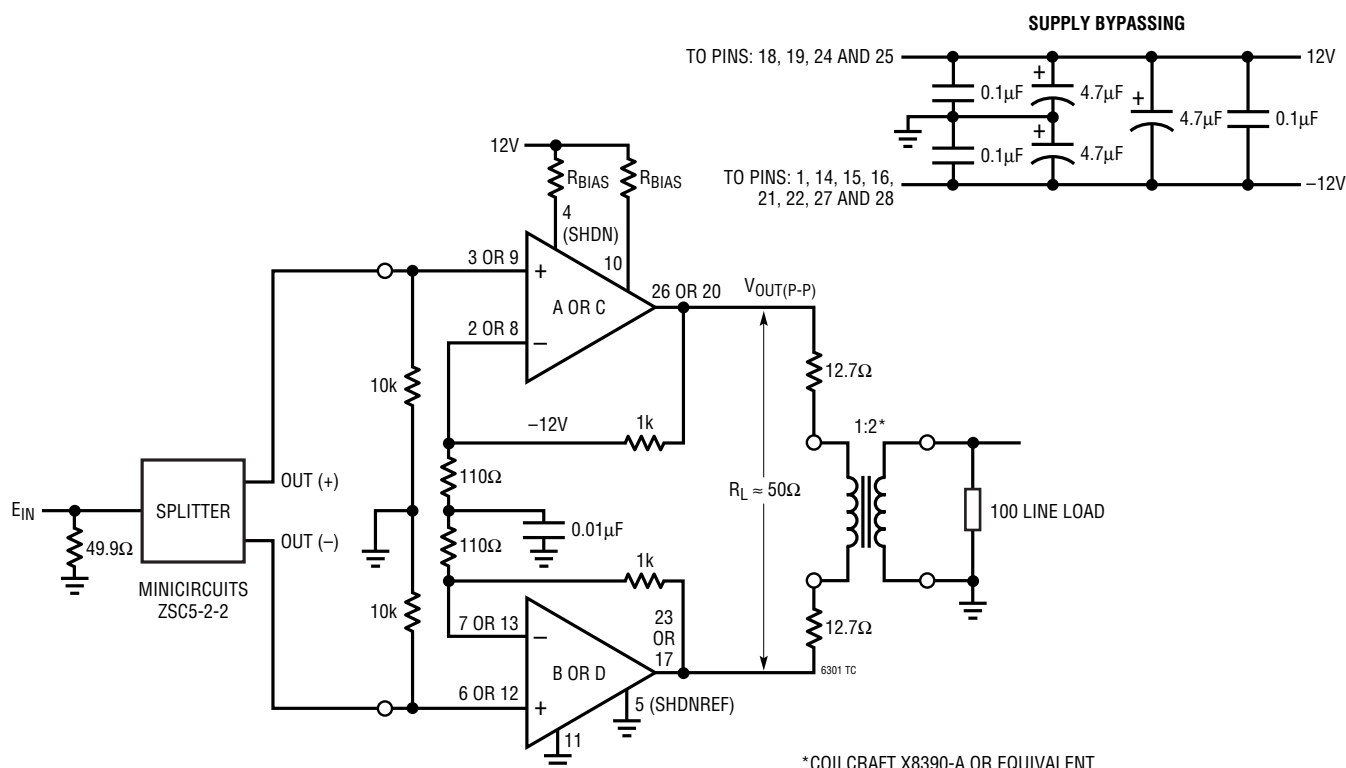 SUPPLY BYPASSING
TO PINS: 18, 19, 24 AND 25
12V
0.1µF
+
4.7µF
+
4.7µF
0.1µF
0.1µF
+
4.7µF
TO PINS: 1, 14, 15, 16,
21, 22, 27 AND 28
–12V
12V
RBIAS
RBIAS
4
(SHDN)
3 OR 9
+
10
A OR C
26 OR 20
VOUT(P-P)
2 OR 8
–
12.7Ω
10k
–12V
1k
1:2*
110Ω
RL ≈ 50Ω
EIN
49.9Ω
SPLITTER
OUT (+)
OUT (–)
MINICIRCUITS
ZSC5-2-2
0.01µF
100 LINE LOAD
110Ω
1k
10k
7 OR 13
–
23
OR
17
12.7Ω
B OR D
6301 TC
6 OR 12
+
5 (SHDNREF)
11
*COILCRAFT X8390-A OR EQUIVALENT